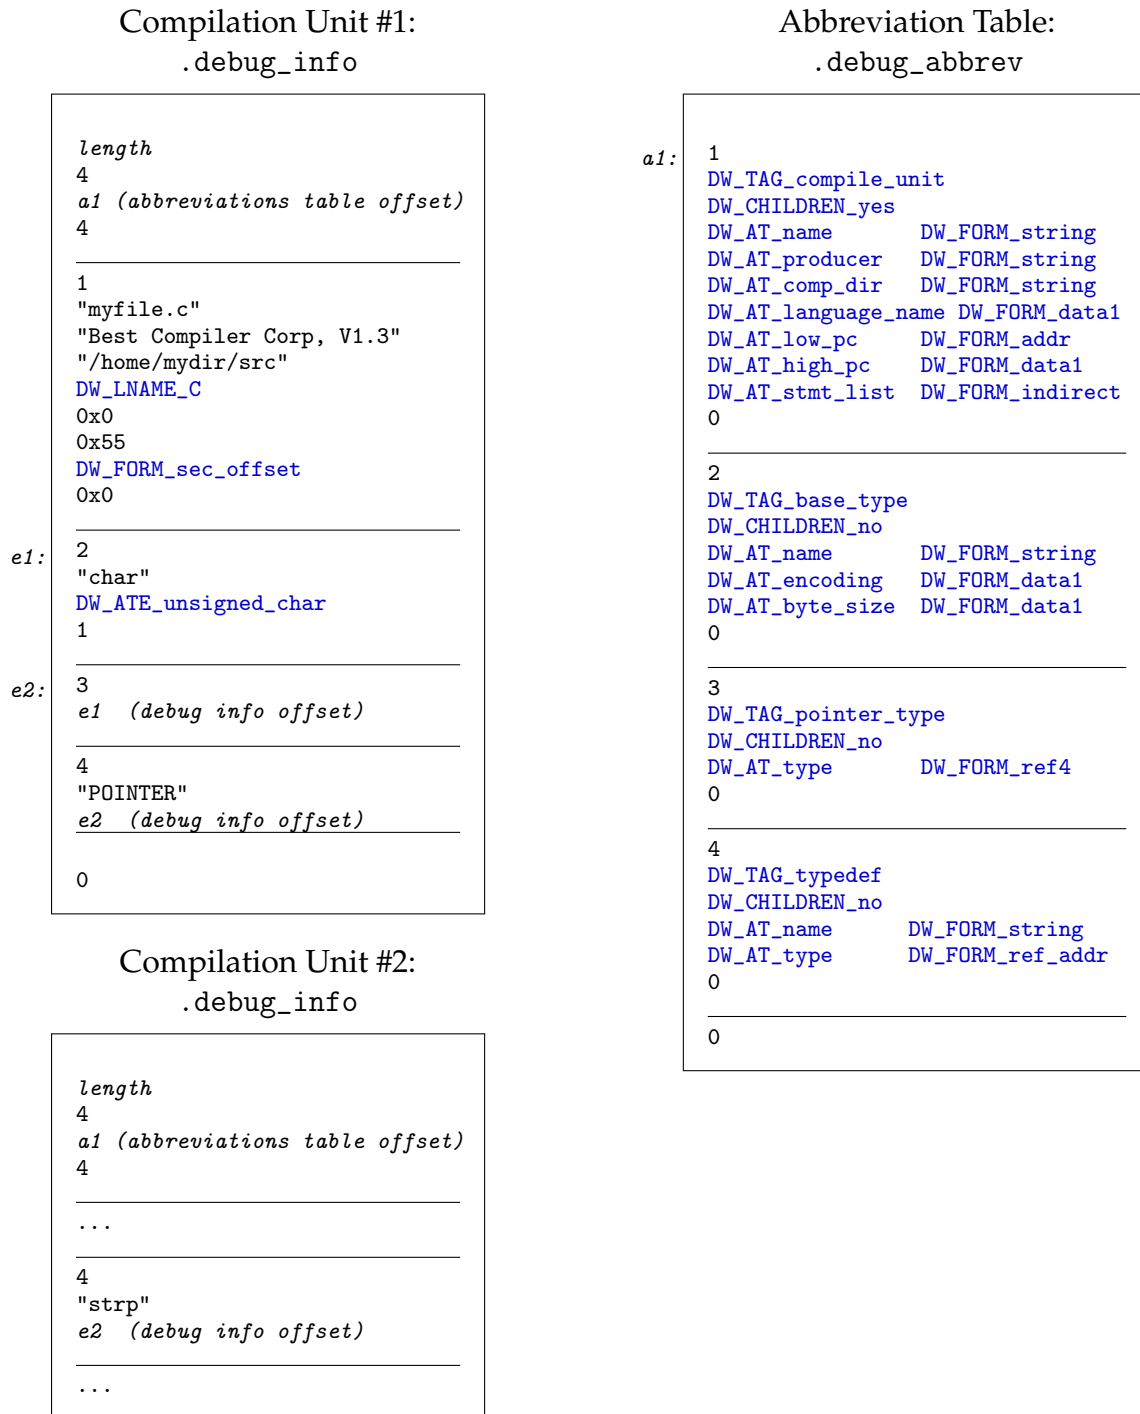 Compilation Unit #1:
.debug_info
length
4
a1 (abbreviations table offset)
4
1
"myfile.c"
"Best Compiler Corp, V1.3"
"/home/mydir/src"
DW_LNAME_C
0x0
0x55
DW_FORM_sec_offset
0x0
e1: 2
"char"
DW_ATE_unsigned_char
1
e2: 3
e1 (debug info offset)
4
"POINTER"
e2 (debug info offset)
0
Compilation Unit #2:
.debug_info
length
4
a1 (abbreviations table offset)
4
...
4
"strp"
e2 (debug info offset)
...
Abbreviation Table:
.debug_abbrev
a1: 1
DW_TAG_compile_unit
DW_CHILDREN_yes
DW_AT_name DW_FORM_string
DW_AT_producer DW_FORM_string
DW_AT_comp_dir DW_FORM_string
DW_AT_language_name DW_FORM_data1
DW_AT_low_pc DW_FORM_addr
DW_AT_high_pc DW_FORM_data1
DW_AT_stmt_list DW_FORM_indirect
0
2
DW_TAG_base_type
DW_CHILDREN_no
DW_AT_name DW_FORM_string
DW_AT_encoding DW_FORM_data1
DW_AT_byte_size DW_FORM_data1
0
3
DW_TAG_pointer_type
DW_CHILDREN_no
DW_AT_type DW_FORM_ref4
0
4
DW_TAG_typedef
DW_CHILDREN_no
DW_AT_name DW_FORM_string
DW_AT_type DW_FORM_ref_addr
0
0